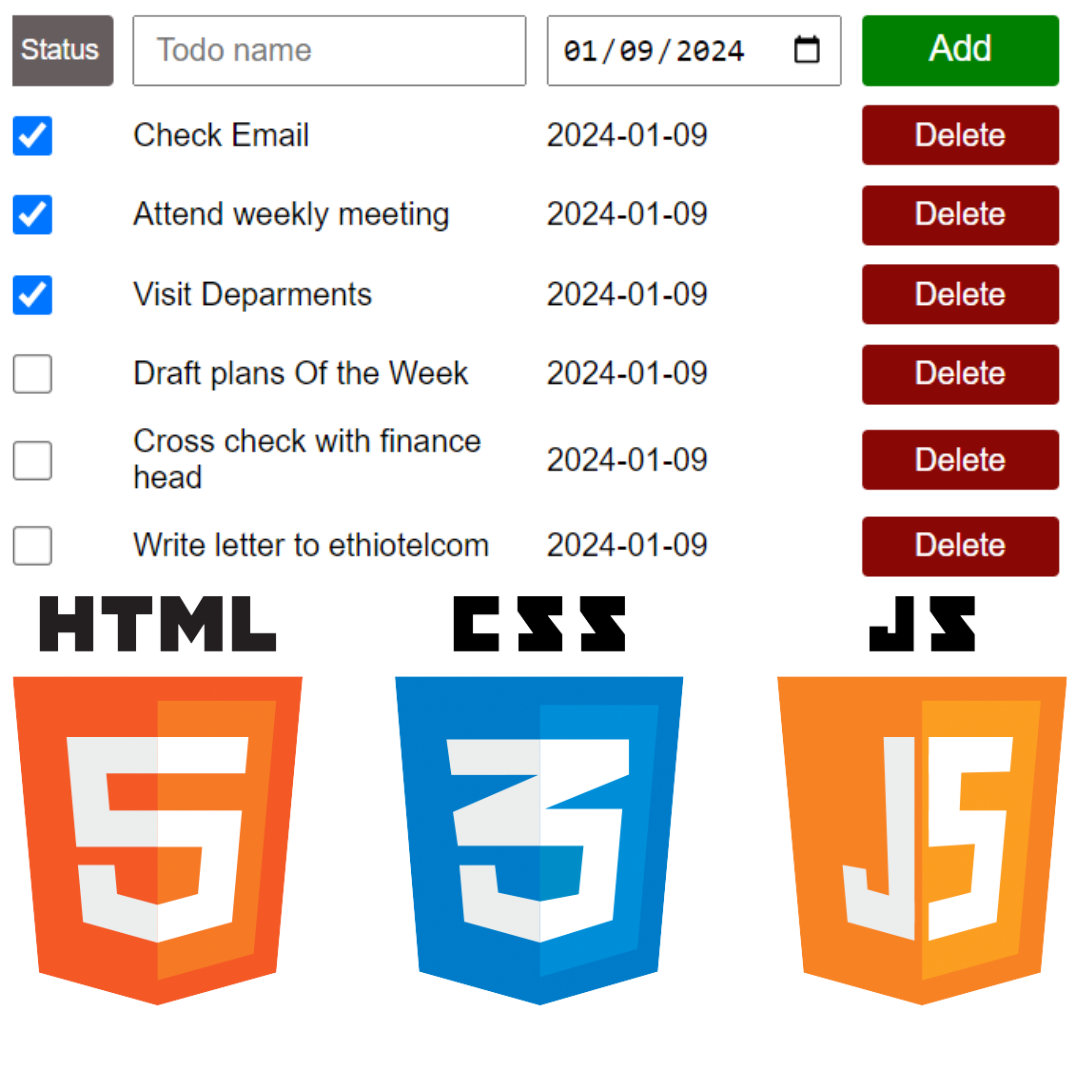 Status Todo name 01/09/2024 Add
Check Email 2024-01-09 Delete
Attend weekly meeting 2024-01-09 Delete
Visit Deparments 2024-01-09 Delete
Draft plans Of the Week 2024-01-09 Delete
Cross check with finance
head 2024-01-09 Delete
Write letter to ethiotelcom 2024-01-09 Delete
HTML CSS JS
5 3 JS